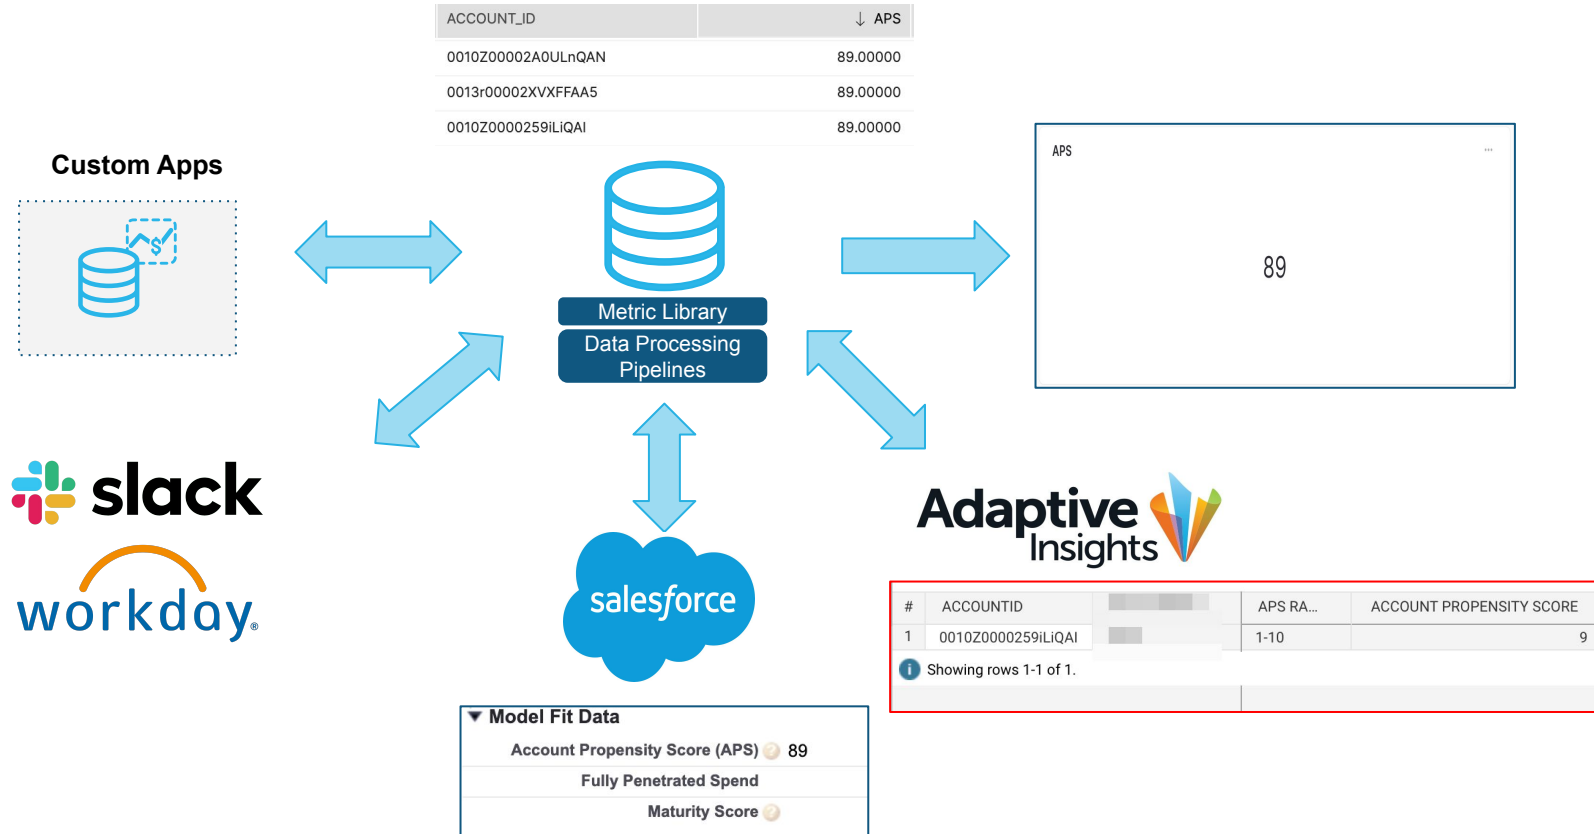 ACCOUNT_ID ↓ APS
0010Z00002A0ULnQAN 89.00000
0013r00002XVXFFAA5 89.00000
0010Z0000259iLiQAI 89.00000
Custom Apps
$
Metric Library
Data Processing
Pipelines
APS ...
89
slack
workday®
salesforce
Adaptive
Insights
# ACCOUNTID APS RA... ACCOUNT PROPENSITY SCORE
1 0010Z0000259iLiQAI 1-10 9
i Showing rows 1-1 of 1.
Model Fit Data
Account Propensity Score (APS) ? 89
Fully Penetrated Spend
Maturity Score ?